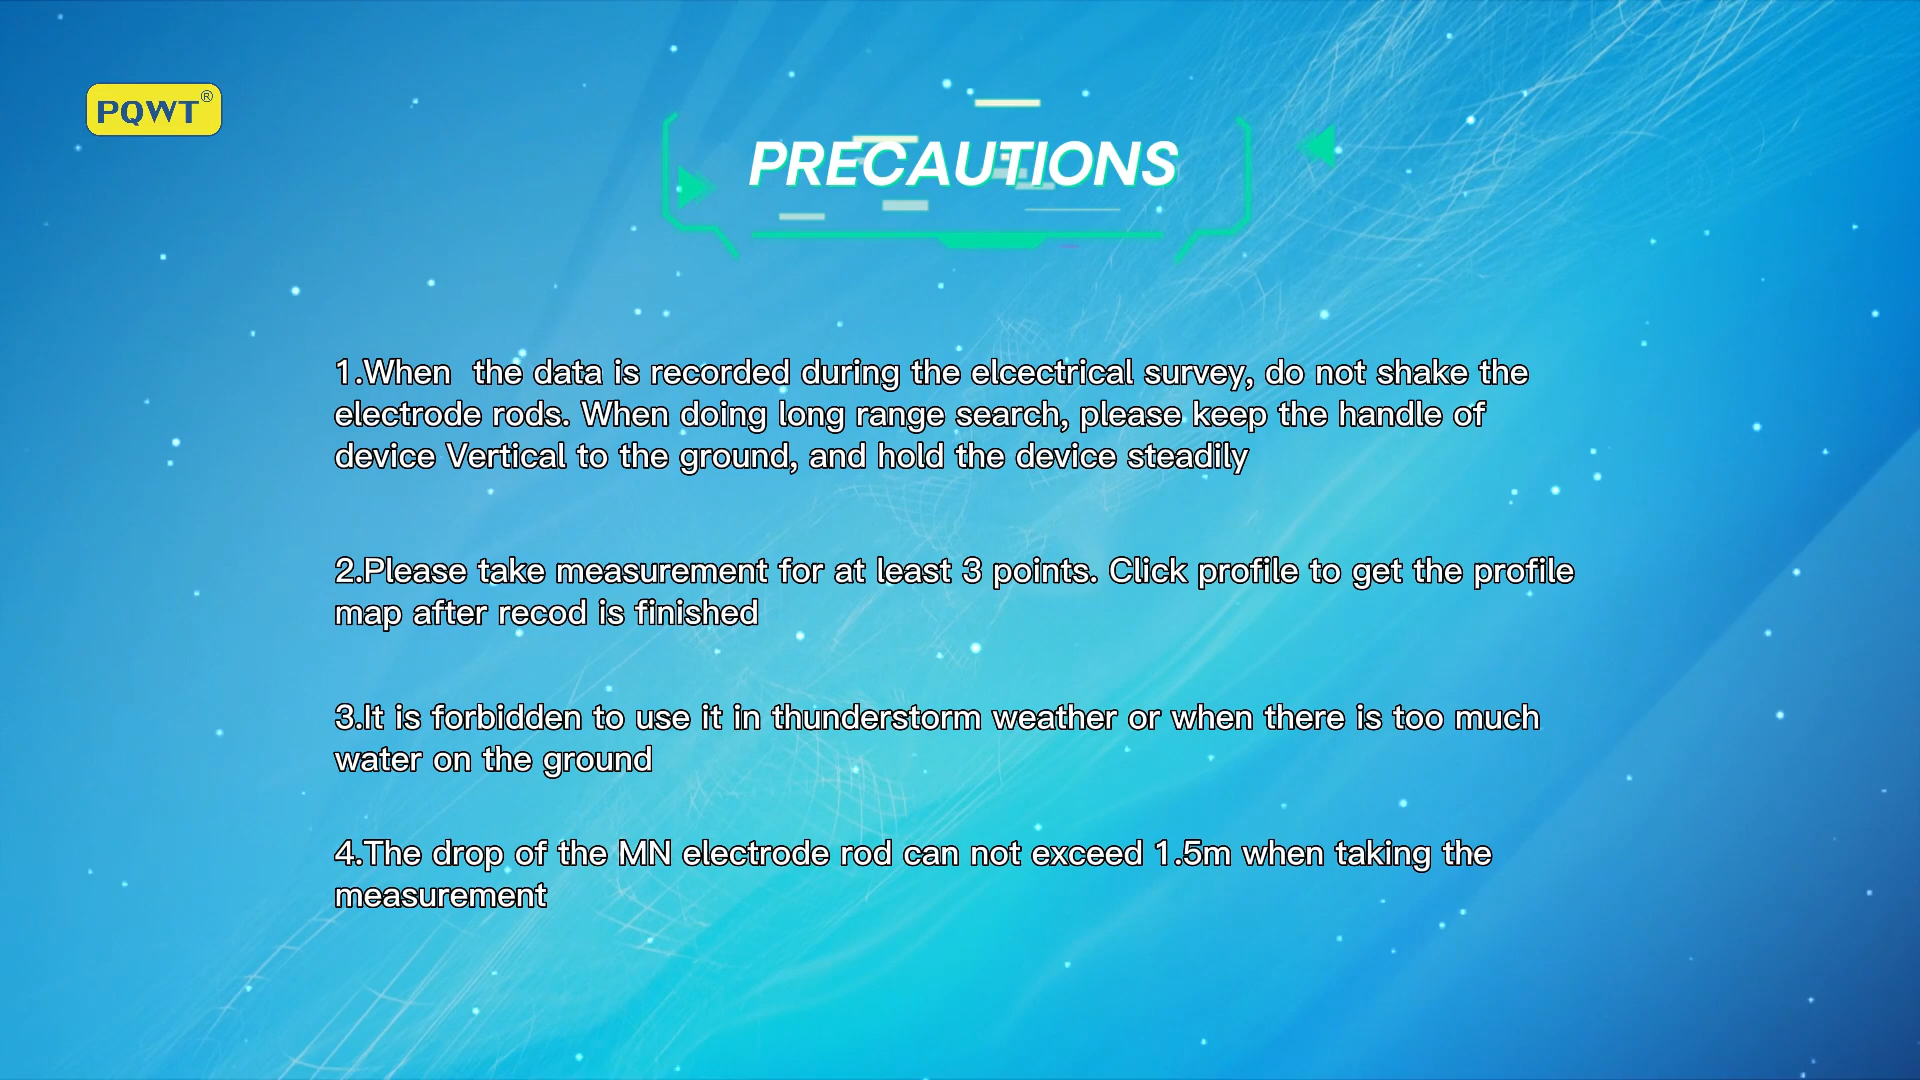 PQWT®
PRECAUTIONS
1.When  the data is recorded during the elcectrical survey, do not shake the
electrode rods. When doing long range search, please keep the handle of
device Vertical to the ground, and hold the device steadily
2.Please take measurement for at least 3 points. Click profile to get the profile
map after recod is finished
3.It is forbidden to use it in thunderstorm weather or when there is too much
water on the ground
4.The drop of the MN electrode rod can not exceed 1.5m when taking the
measurement